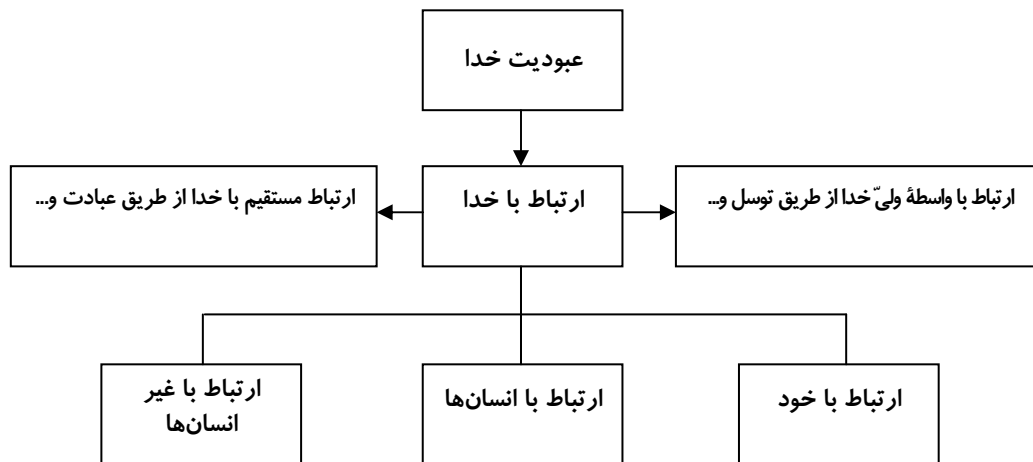 عبودیت خدا
ارتباط با واسطهٔ ولیّ خدا از طریق توسل و...
ارتباط با خدا
ارتباط مستقیم با خدا از طریق عبادت و...
ارتباط با خود
ارتباط با انسان‌ها
ارتباط با غیر
انسان‌ها